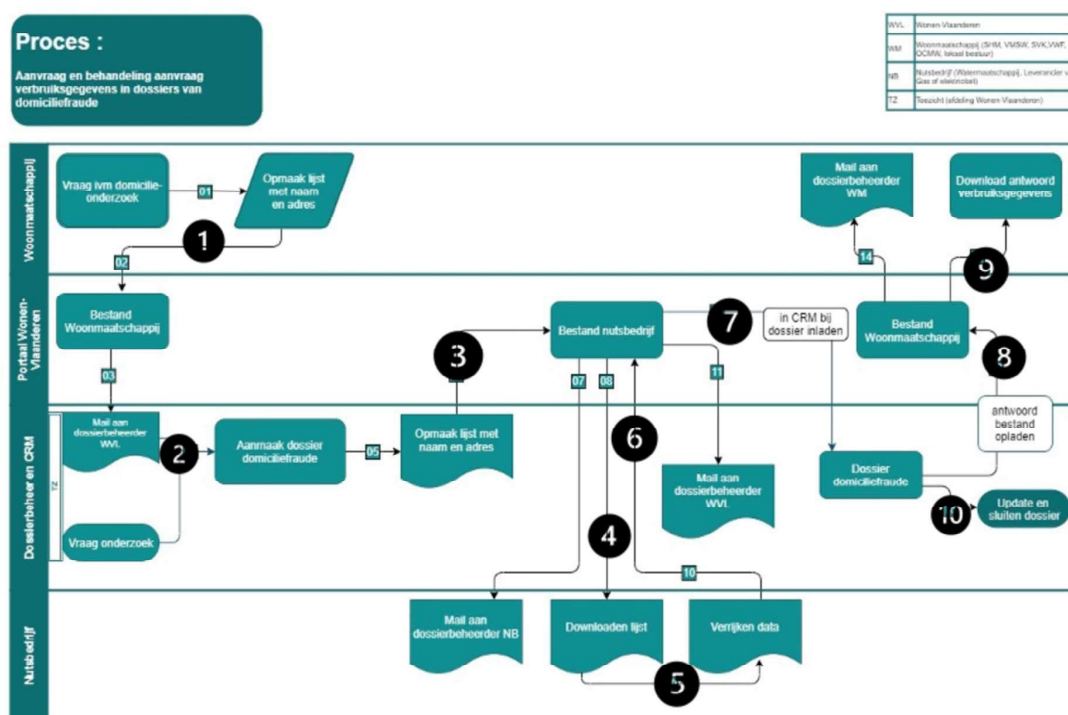 Proces :
Aanvraag en behandeling aanvraag
verbruiksgegevens in dossiers van
domiciliefraude
WVL Wonen-Vlaanderen
WM Woonmaatschappij (SHM, VMSW, SVK,VWF,
OCMW, lokaal bestuur)
NB Nutsbedrijf (Watermaatschappij, Leverancier v
Gas of elektriciteit)
TZ Toezicht (afdeling Wonen-Vlaanderen)
Woonmaatschappij
Vraag ivm domicilie-
onderzoek
01
Opmaak lijst
met naam
en adres
1
02
Mail aan
dossierbeheerder
WM
Download antwoord
verbruiksgegevens
14
9
Portaal Wonen-
Vlaanderen
Bestand
Woonmaatschappij
03
3
Bestand nutsbedrijf
7
in CRM bij
dossier inladen
Bestand
Woonmaatschappij
8
07
08
11
6
Dossierbeheer en CRM
TZ
Mail aan
dossierbeheerder
WVL
2
Aanmaak dossier
domiciliefraude
05
Opmaak lijst met
naam en adres
Vraag onderzoek
Mail aan
dossierbeheerder
WVL
4
10
antwoord
bestand
opladen
Dossier
domiciliefraude
10
Update en
sluiten dossier
Nutsbedrijf
Mail aan
dossierbeheerder NB
Downloaden lijst
5
Verrijken data